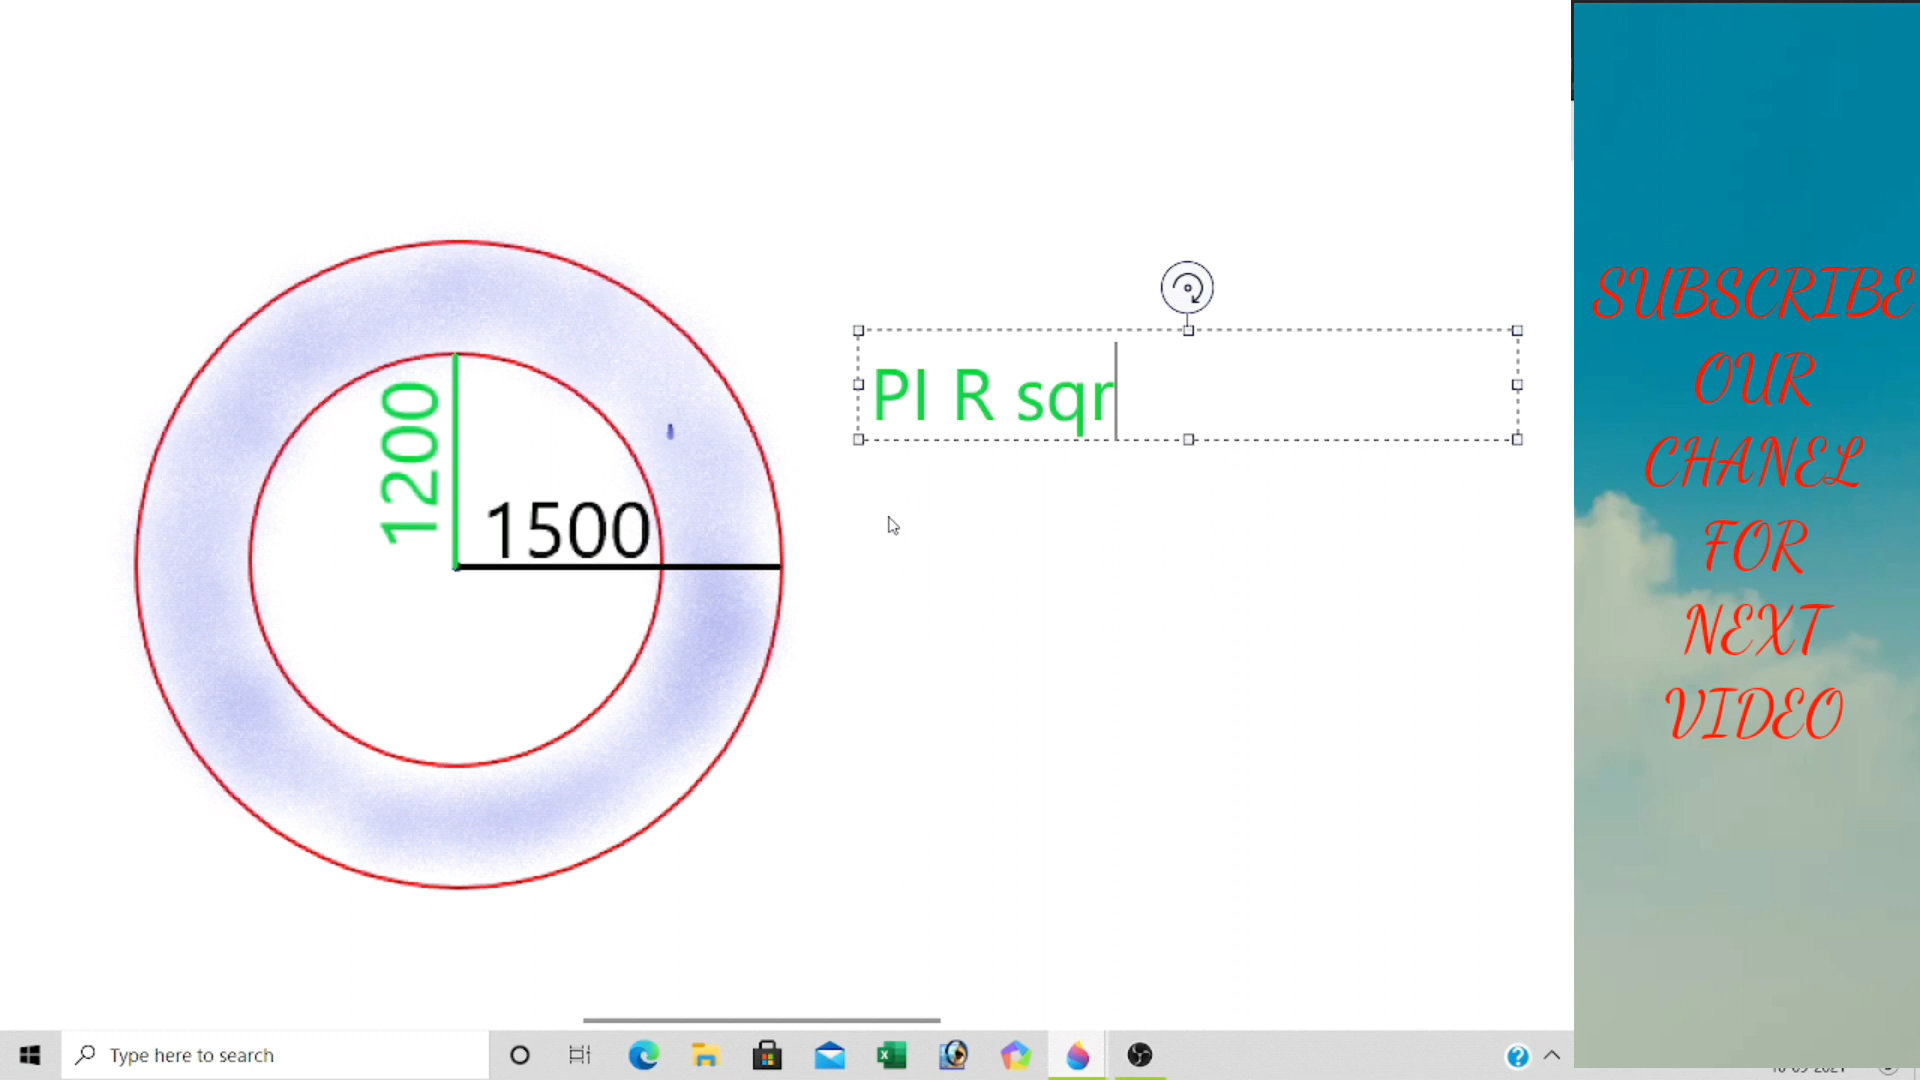 1200
1500
PI R sqr
SUBSCRIBE
OUR
CHANEL
FOR
NEXT
VIDEO
Type here to search